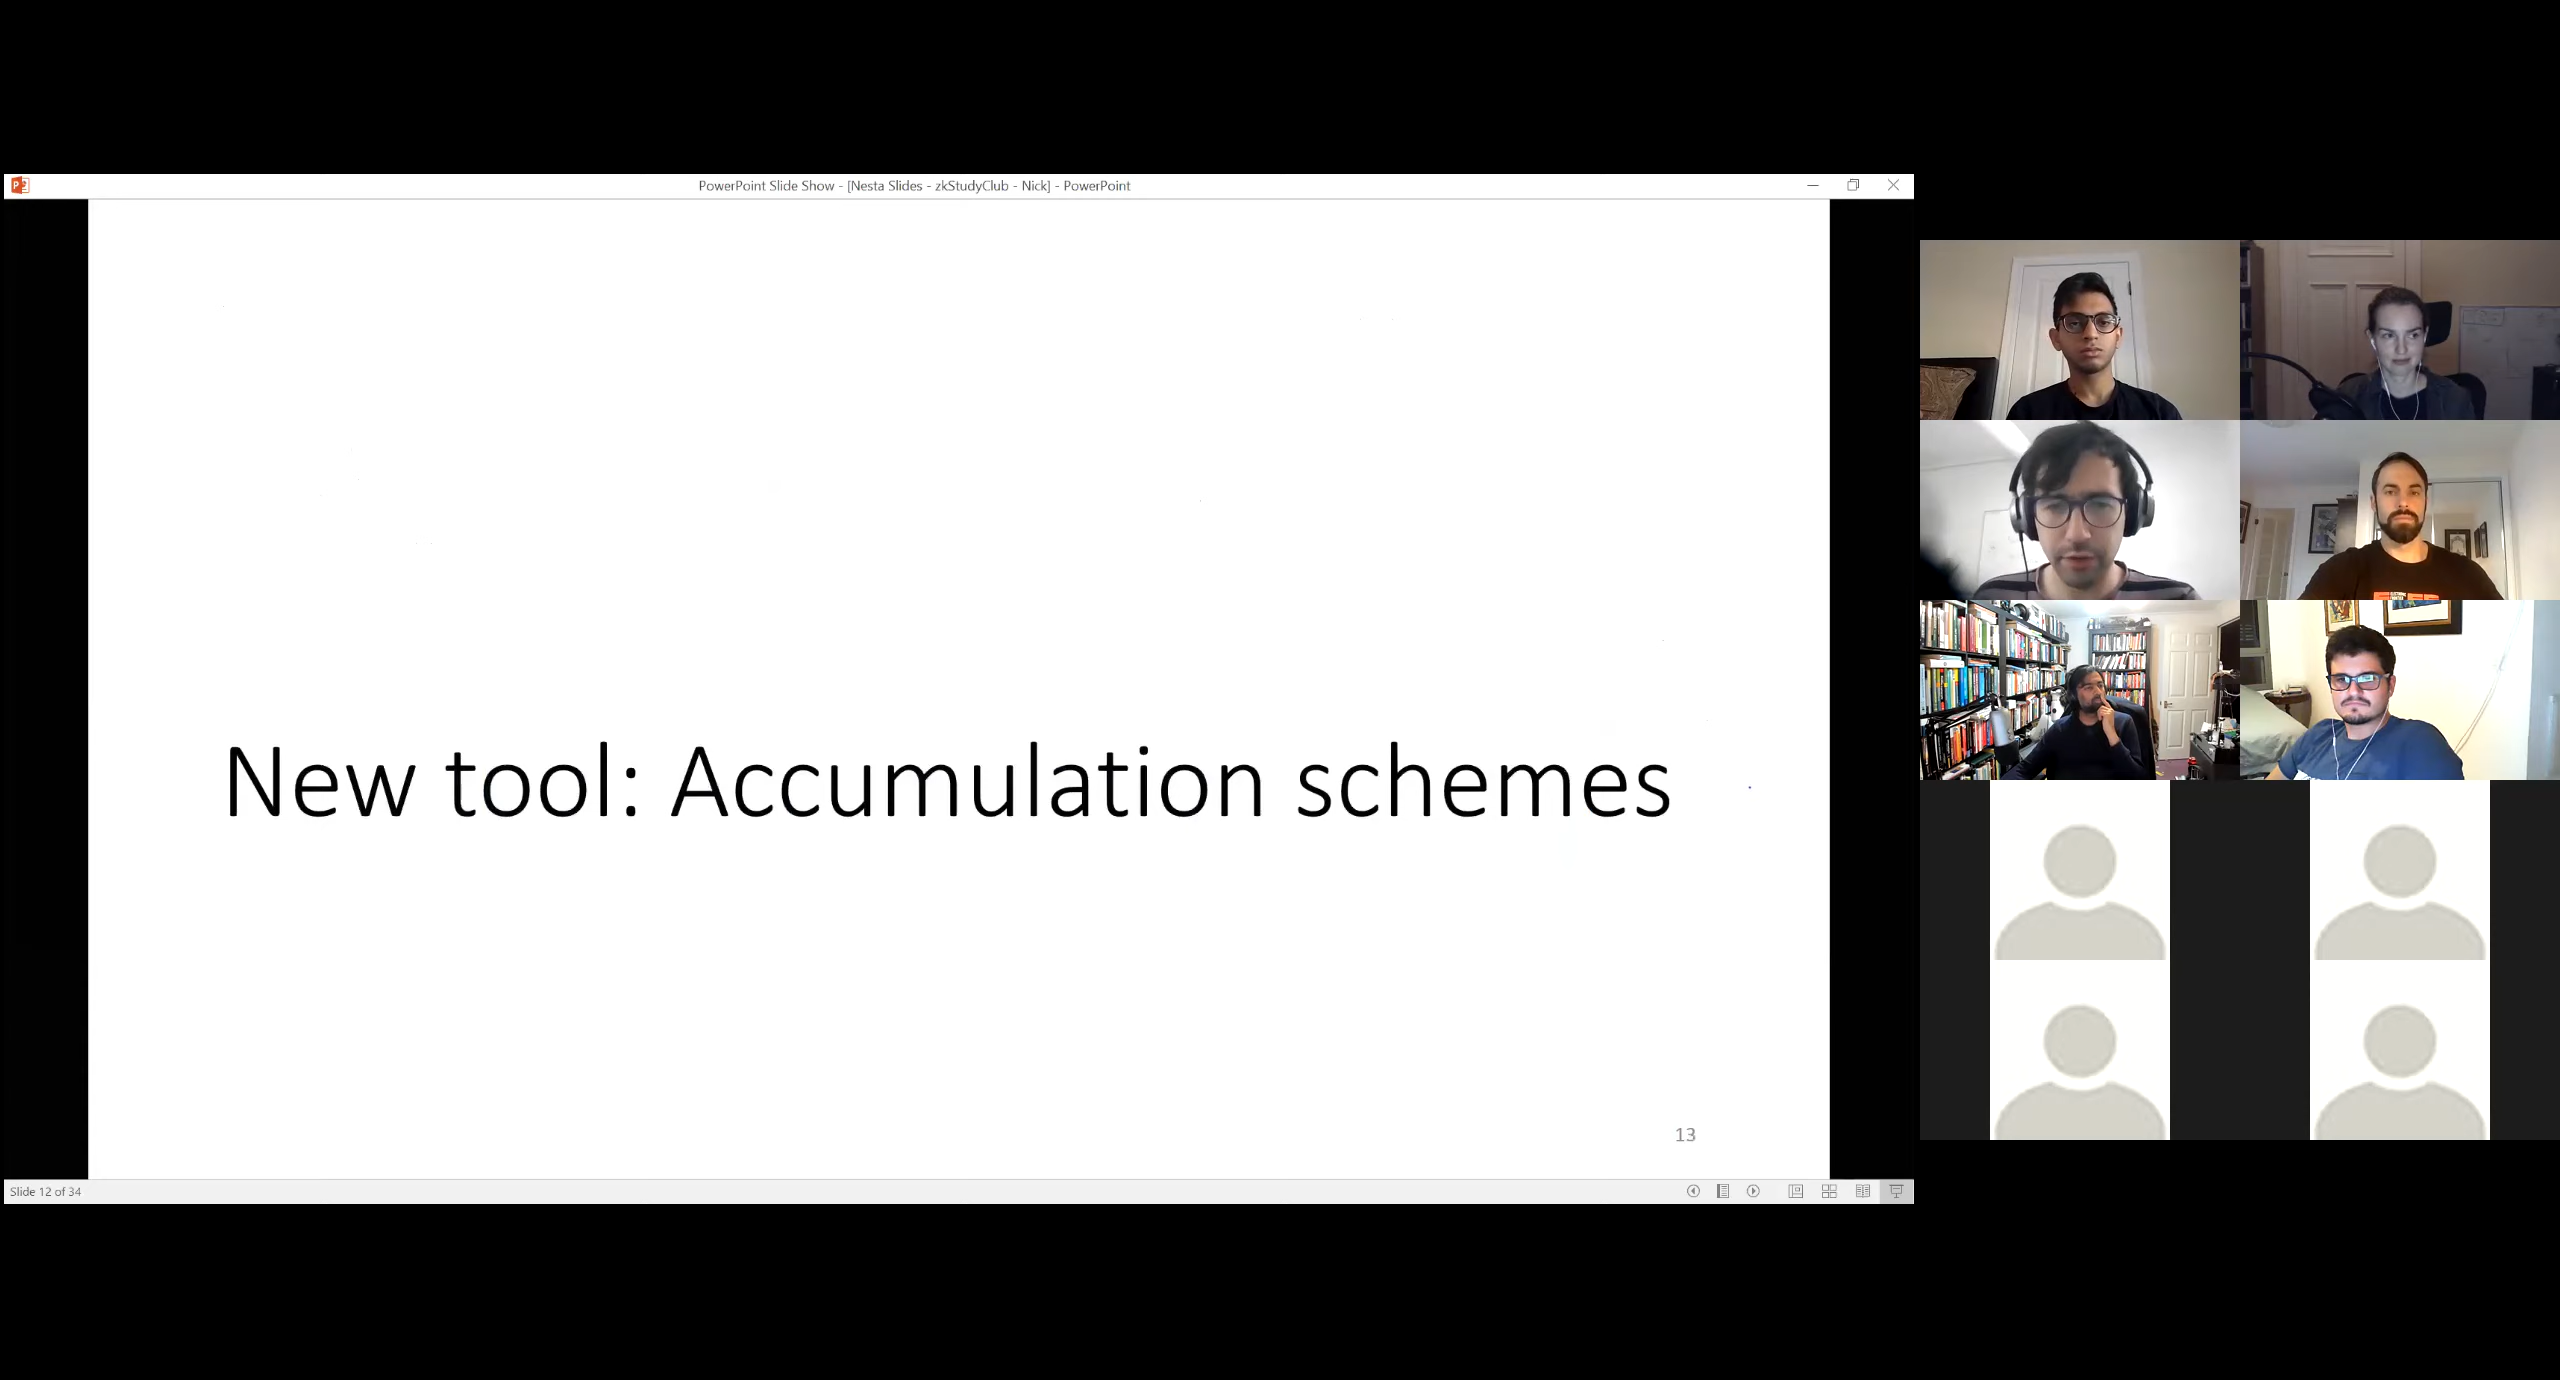 PowerPoint Slide Show - [Nesta Slides - zkStudyClub - Nick] - PowerPoint
New tool: Accumulation schemes
13
Slide 12 of 34